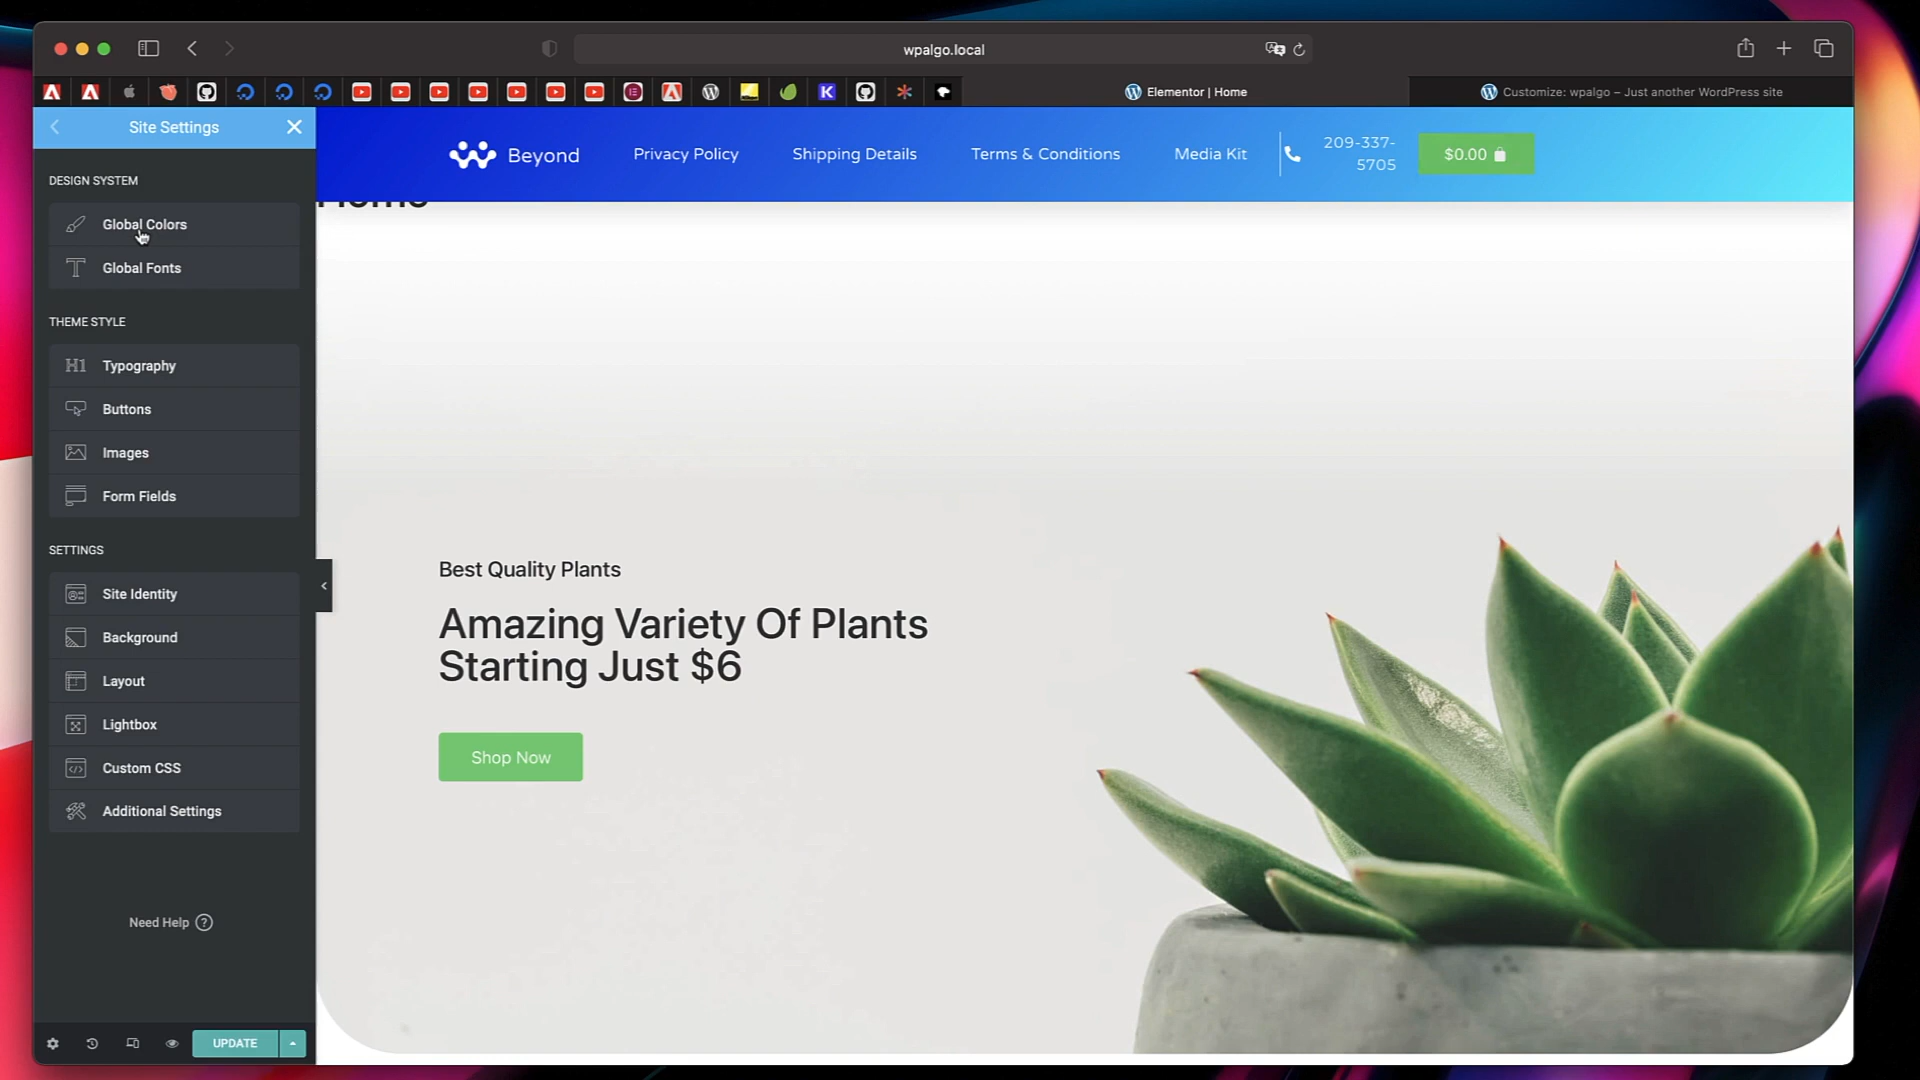 wpalgo.local
Elementor | Home
Customize: wpalgo – Just another WordPress site
Site Settings
DESIGN SYSTEM
Global Colors
Global Fonts
THEME STYLE
H1 Typography
Buttons
Images
Form Fields
SETTINGS
Site Identity
Background
Layout
Lightbox
Custom CSS
Additional Settings
Need Help ?
UPDATE
Beyond
Privacy Policy
Shipping Details
Terms & Conditions
Media Kit
209-337-
5705
$0.00
Home
Best Quality Plants
Amazing Variety Of Plants
Starting Just $6
Shop Now